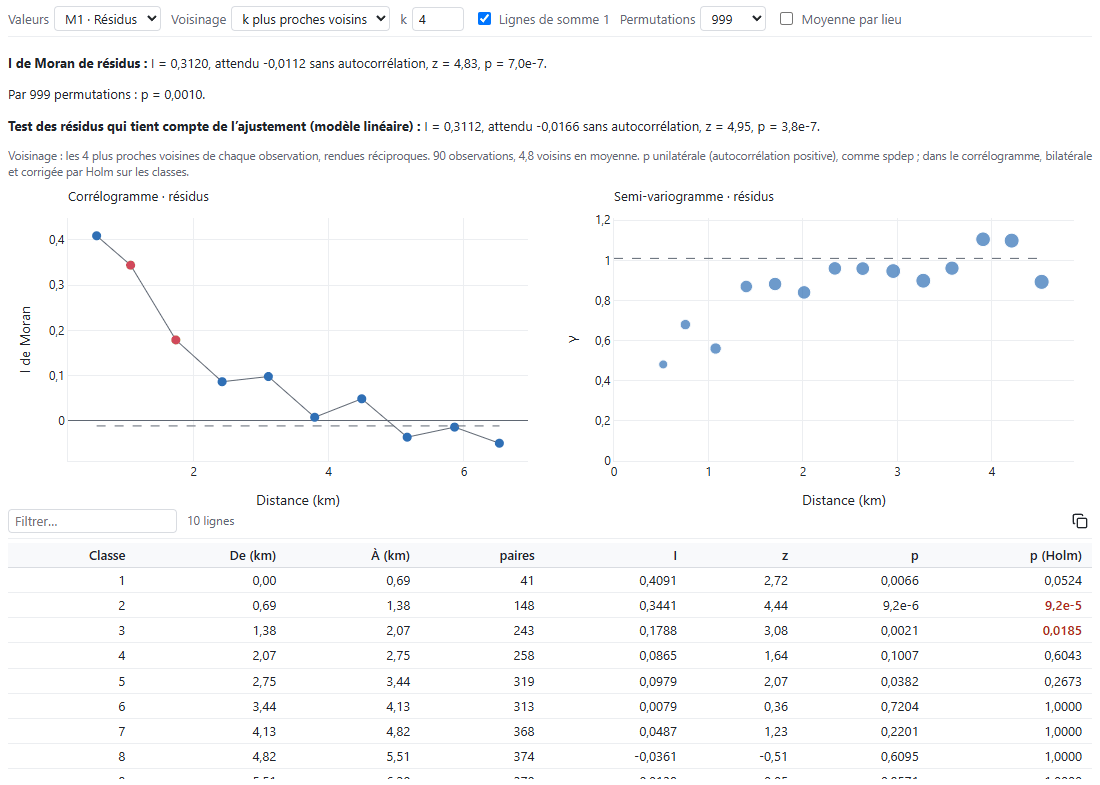 Valeurs M1 · Résidus Voisinage k plus proches voisins k 4 Lignes de somme 1 Permutations 999 Moyenne par lieu
I de Moran de résidus : I = 0,3120, attendu -0,0112 sans autocorrélation, z = 4,83, p = 7,0e-7.
Par 999 permutations : p = 0,0010.
Test des résidus qui tient compte de l’ajustement (modèle linéaire) : I = 0,3112, attendu -0,0166 sans autocorrélation, z = 4,95, p = 3,8e-7.
Voisinage : les 4 plus proches voisines de chaque observation, rendues réciproques. 90 observations, 4,8 voisins en moyenne. p unilatérale (autocorrélation positive), comme spdep ; dans le corrélogramme, bilatérale
et corrigée par Holm sur les classes.
Corrélogramme · résidus
0,4
0,3
0,2
0,1
0
I de Moran
2 4 6
Distance (km)
Semi-variogramme · résidus
1,2
1
0,8
0,6
0,4
0,2
0
γ
0 1 2 3 4
Distance (km)
Filtrer... 10 lignes
Classe De (km) À (km) paires I z p p (Holm)
1 0,00 0,69 41 0,4091 2,72 0,0066 0,0524
2 0,69 1,38 148 0,3441 4,44 9,2e-6 9,2e-5
3 1,38 2,07 243 0,1788 3,08 0,0021 0,0185
4 2,07 2,75 258 0,0865 1,64 0,1007 0,6043
5 2,75 3,44 319 0,0979 2,07 0,0382 0,2673
6 3,44 4,13 313 0,0079 0,36 0,7204 1,0000
7 4,13 4,82 368 0,0487 1,23 0,2201 1,0000
8 4,82 5,51 374 -0,0361 -0,51 0,6095 1,0000